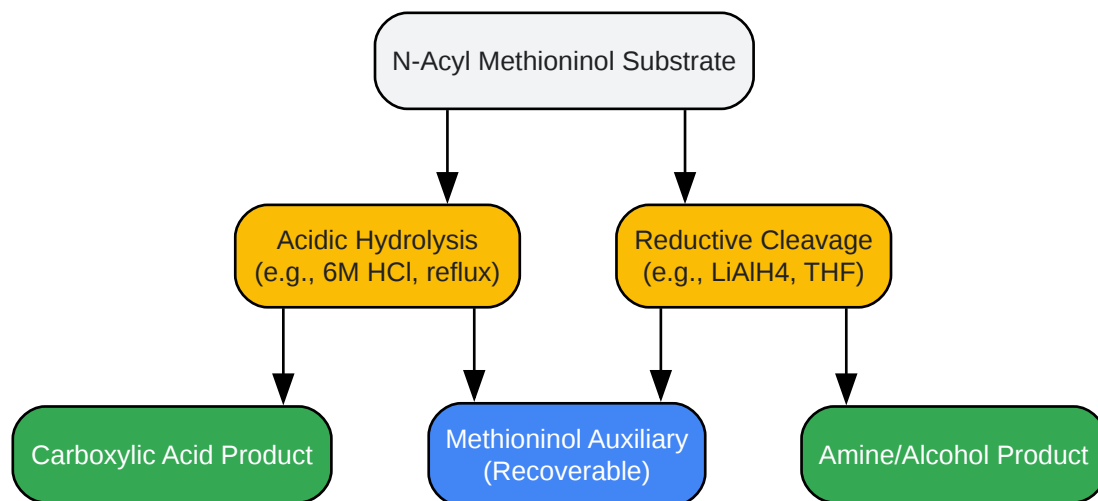 N-Acyl Methioninol Substrate
Acidic Hydrolysis
(e.g., 6M HCl, reflux)
Reductive Cleavage
(e.g., LiAlH4, THF)
Carboxylic Acid Product
Methioninol Auxiliary
(Recoverable)
Amine/Alcohol Product